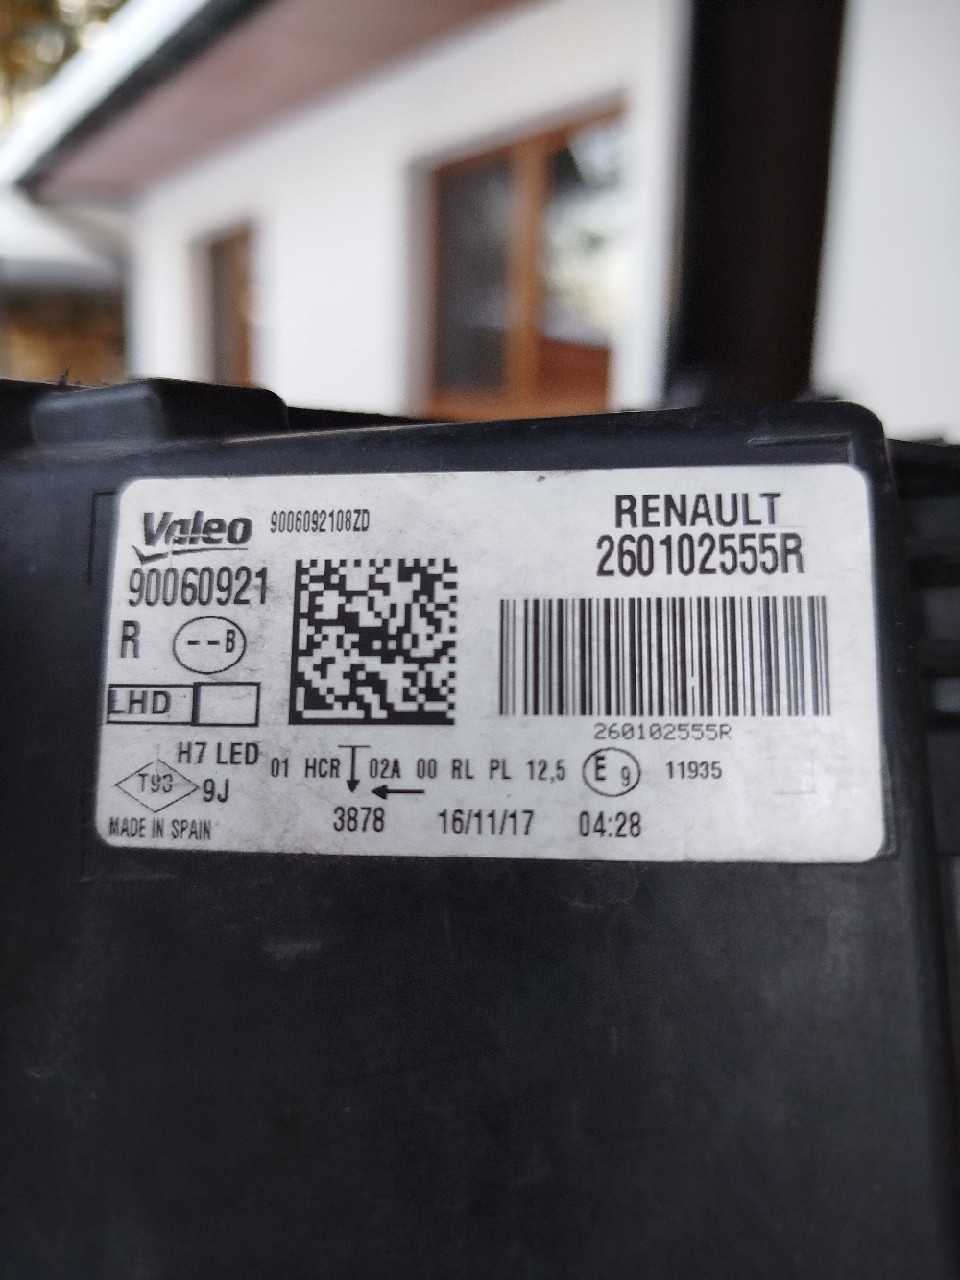 Valeo 9006092108ZD
90060921
R --B
LHD
H7 LED
T93 9J
MADE IN SPAIN
RENAULT
260102555R
260102555R
01 HCR 02A 00 RL PL 12,5 E9 11935
3878 16/11/17 04:28